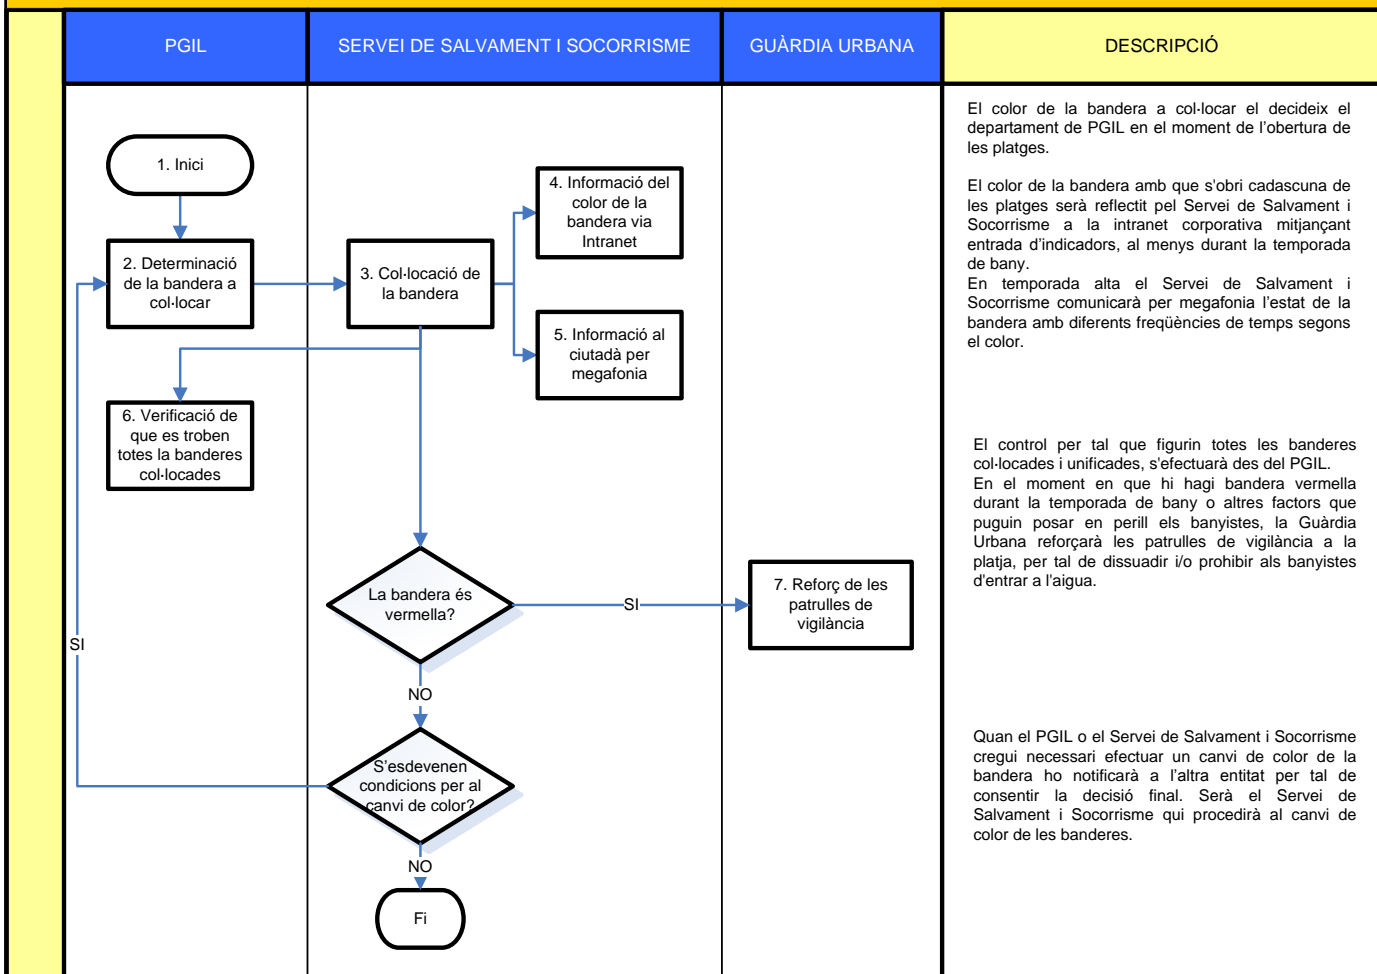 PGIL
SERVEI DE SALVAMENT I SOCORRISME
GUÀRDIA URBANA
DESCRIPCIÓ
1. Inici
2. Determinació
de la bandera a
col·locar
3. Col·locació de
la bandera
4. Informació del
color de la
bandera via
Intranet
5. Informació al
ciutadà per
megafonia
6. Verificació de
que es troben
totes la banderes
col·locades
La bandera és
vermella?
SI
7. Reforç de les
patrulles de
vigilància
SI
NO
S'esdevenen
condicions per al
canvi de color?
NO
Fi
El color de la bandera a col·locar el decideix el
departament de PGIL en el moment de l'obertura de
les platges.
El color de la bandera amb que s'obri cadascuna de
les platges serà reflectit pel Servei de Salvament i
Socorrisme a la intranet corporativa mitjançant
entrada d'indicadors, al menys durant la temporada
de bany.
En temporada alta el Servei de Salvament i
Socorrisme comunicarà per megafonia l'estat de la
bandera amb diferents freqüències de temps segons
el color.
El control per tal que figurin totes les banderes
col·locades i unificades, s'efectuarà des del PGIL.
En el moment en que hi hagi bandera vermella
durant la temporada de bany o altres factors que
puguin posar en perill els banyistes, la Guàrdia
Urbana reforçarà les patrulles de vigilància a la
platja, per tal de dissuadir i/o prohibir als banyistes
d'entrar a l'aigua.
Quan el PGIL o el Servei de Salvament i Socorrisme
cregui necessari efectuar un canvi de color de la
bandera ho notificarà a l'altra entitat per tal de
consentir la decisió final. Serà el Servei de
Salvament i Socorrisme qui procedirà al canvi de
color de les banderes.